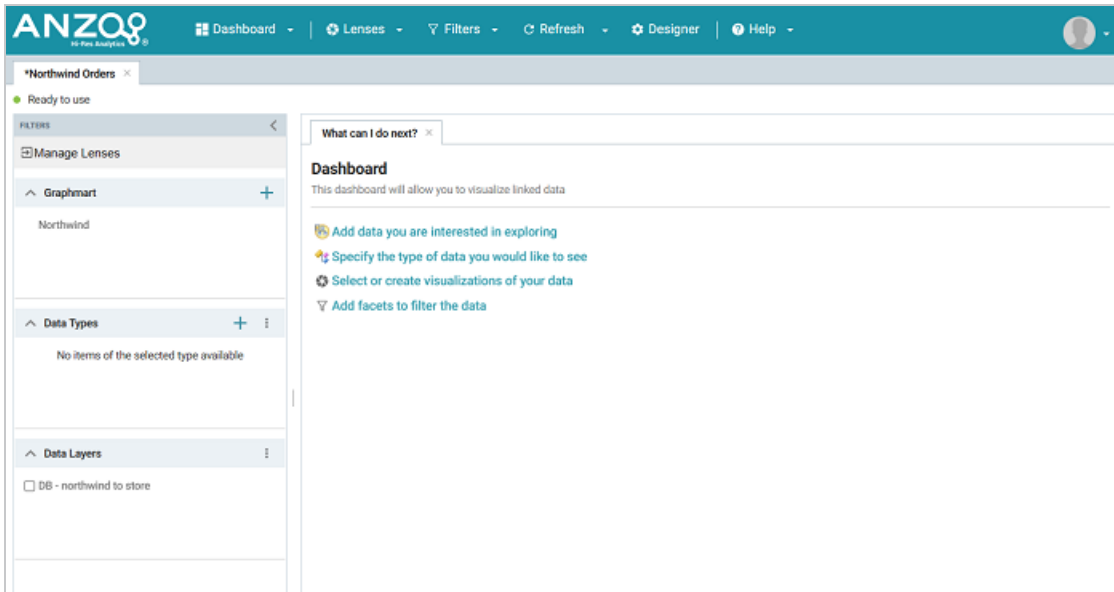 ANZO
Hi-Res Analytics ®
Dashboard
Lenses
Filters
Refresh
Designer
Help
*Northwind Orders ×
Ready to use
FILTERS
Manage Lenses
Graphmart
Northwind
Data Types
No items of the selected type available
Data Layers
DB - northwind to store
What can I do next? ×
Dashboard
This dashboard will allow you to visualize linked data
Add data you are interested in exploring
Specify the type of data you would like to see
Select or create visualizations of your data
Add facets to filter the data